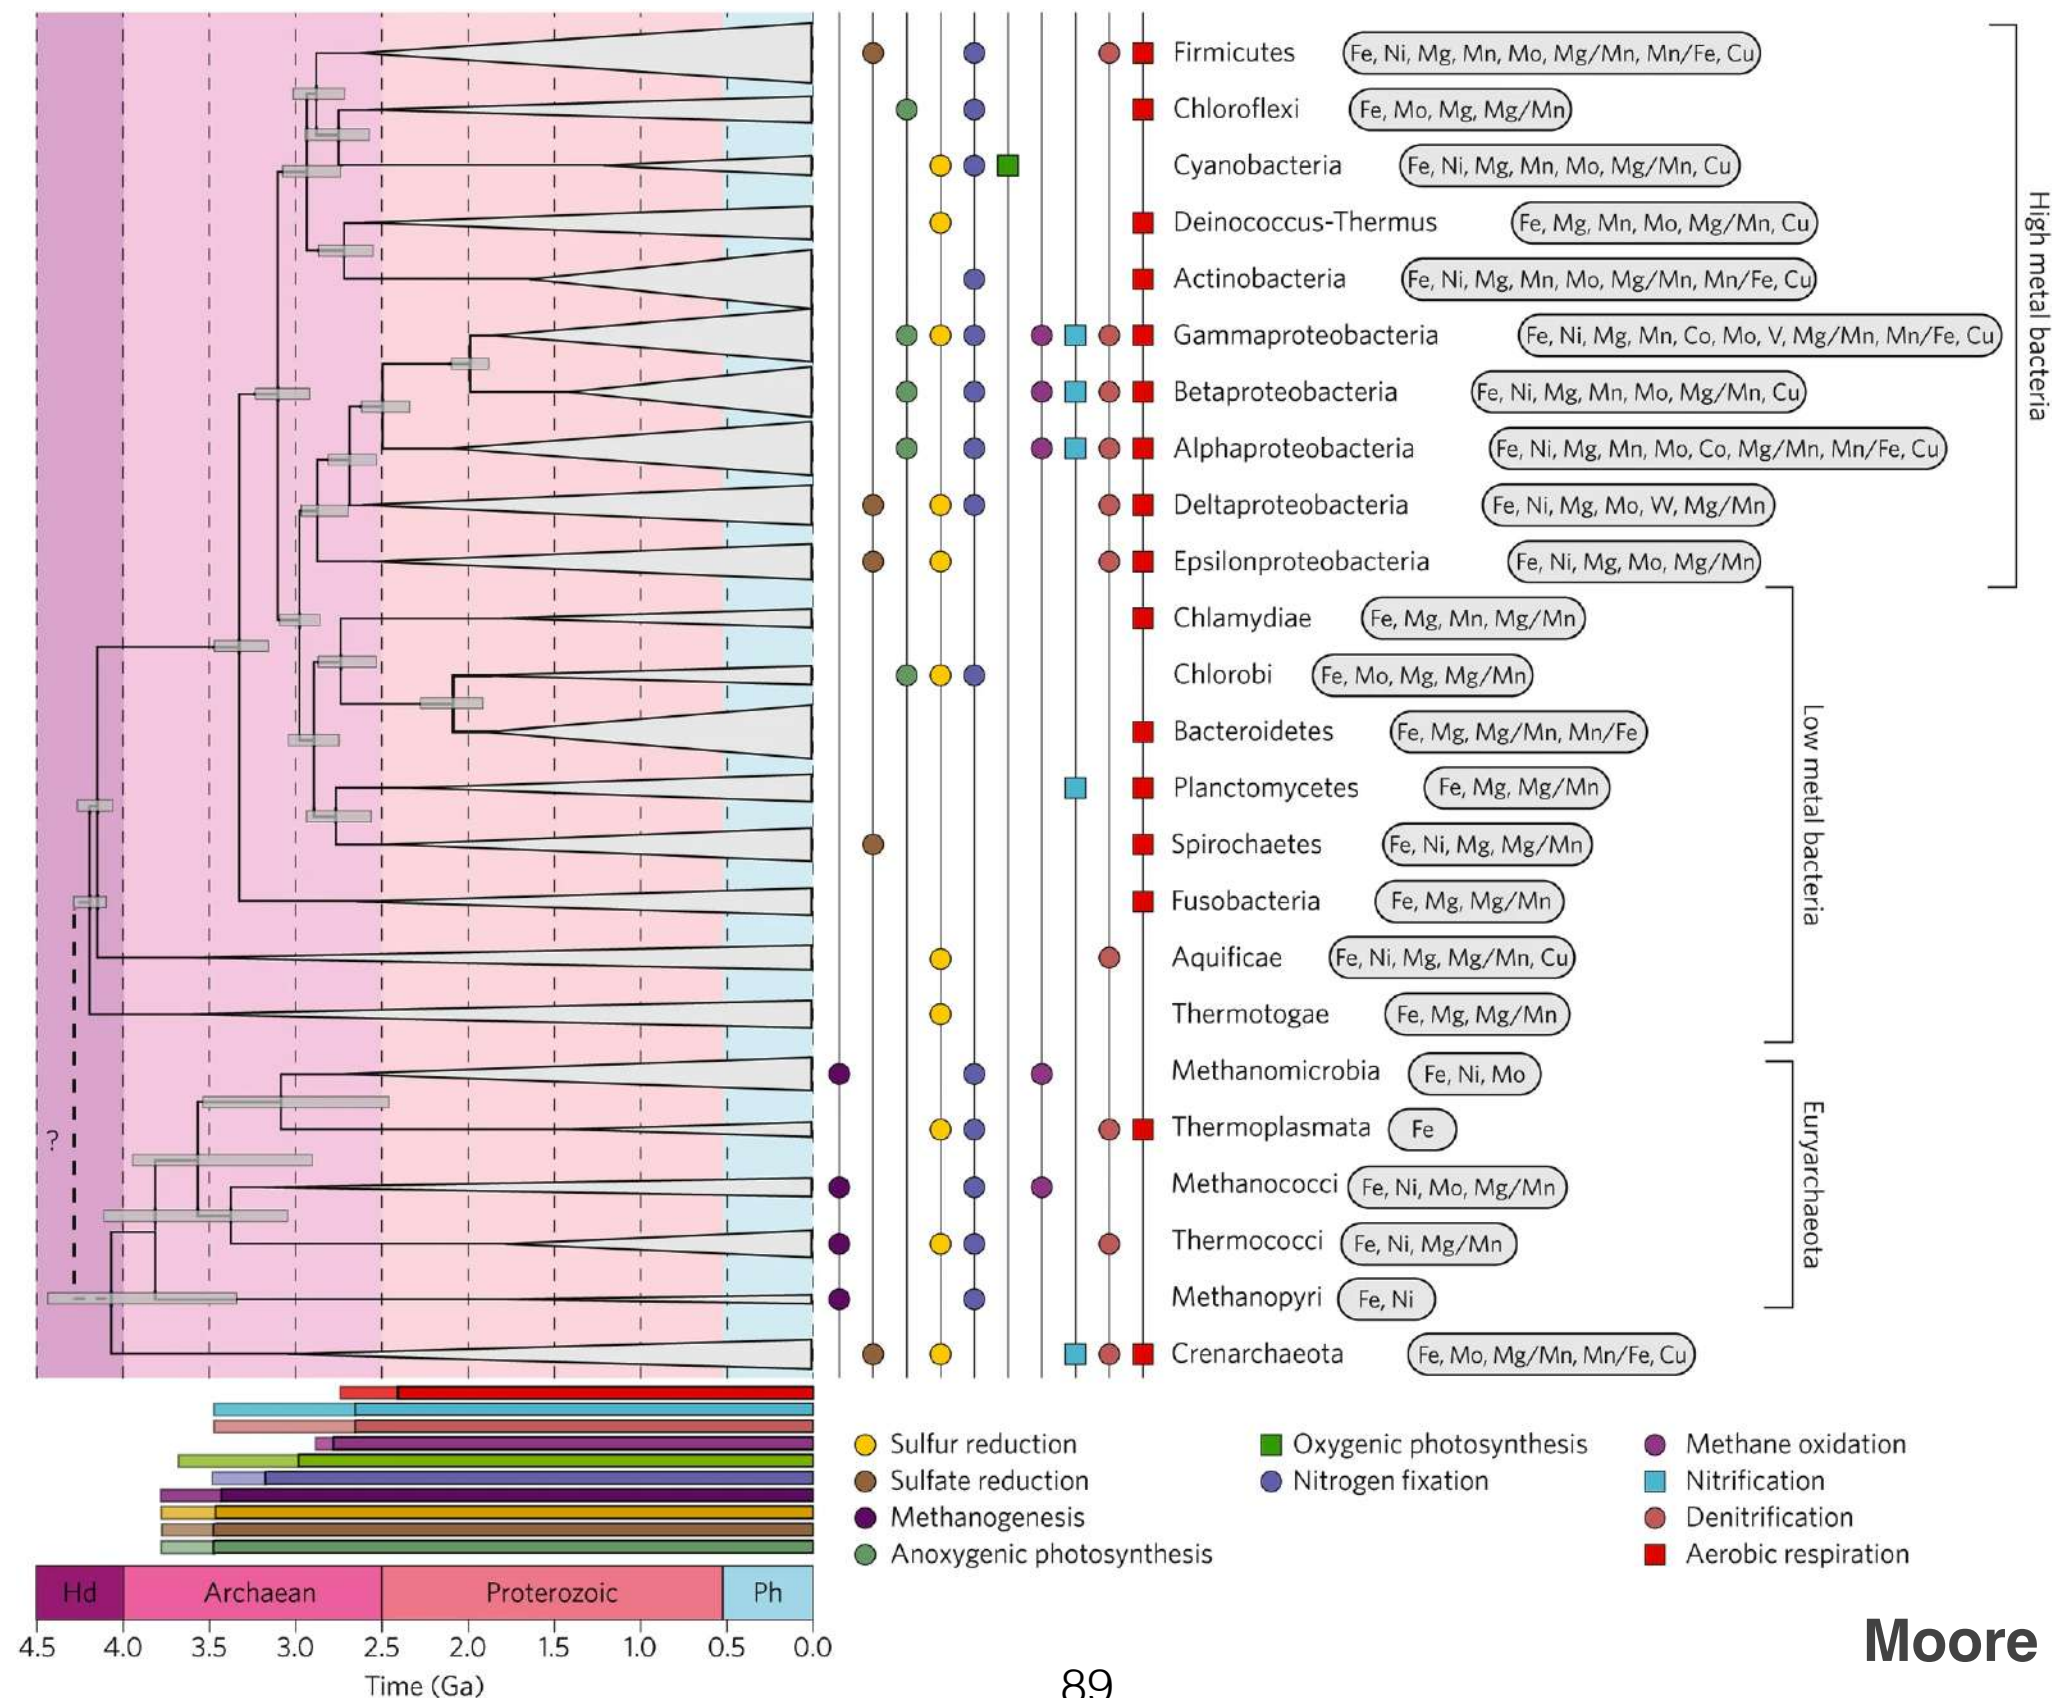 Firmicutes Fe, Ni, Mg, Mn, Mo, Mg/Mn, Mn/Fe, Cu
Chloroflexi Fe, Mo, Mg, Mg/Mn
Cyanobacteria Fe, Ni, Mg, Mn, Mo, Mg/Mn, Cu
Deinococcus-Thermus Fe, Mg, Mn, Mo, Mg/Mn, Cu
Actinobacteria Fe, Ni, Mg, Mn, Mo, Mg/Mn, Mn/Fe, Cu
Gammaproteobacteria Fe, Ni, Mg, Mn, Co, Mo, V, Mg/Mn, Mn/Fe, Cu
Betaproteobacteria Fe, Ni, Mg, Mn, Mo, Mg/Mn, Cu
Alphaproteobacteria Fe, Ni, Mg, Mn, Mo, Co, Mg/Mn, Mn/Fe, Cu
Deltaproteobacteria Fe, Ni, Mg, Mo, W, Mg/Mn
Epsilonproteobacteria Fe, Ni, Mg, Mo, Mg/Mn
High metal bacteria
Chlamydiae Fe, Mg, Mn, Mg/Mn
Chlorobi Fe, Mo, Mg, Mg/Mn
Bacteroidetes Fe, Mg, Mg/Mn, Mn/Fe
Planctomycetes Fe, Mg, Mg/Mn
Spirochaetes Fe, Ni, Mg, Mg/Mn
Fusobacteria Fe, Mg, Mg/Mn
Aquificae Fe, Ni, Mg, Mg/Mn, Cu
Thermotogae Fe, Mg, Mg/Mn
Low metal bacteria
Methanomicrobia Fe, Ni, Mo
?
Thermoplasmata Fe
Methanococci Fe, Ni, Mo, Mg/Mn
Thermococci Fe, Ni, Mg/Mn
Methanopyri Fe, Ni
Euryarchaeota
Crenarchaeota Fe, Mo, Mg/Mn, Mn/Fe, Cu
Sulfur reduction
Sulfate reduction
Methanogenesis
Anoxygenic photosynthesis
Oxygenic photosynthesis
Nitrogen fixation
Methane oxidation
Nitrification
Denitrification
Aerobic respiration
Hd Archaean Proterozoic Ph
4.5 4.0 3.5 3.0 2.5 2.0 1.5 1.0 0.5 0.0
Time (Ga)
Moore
89